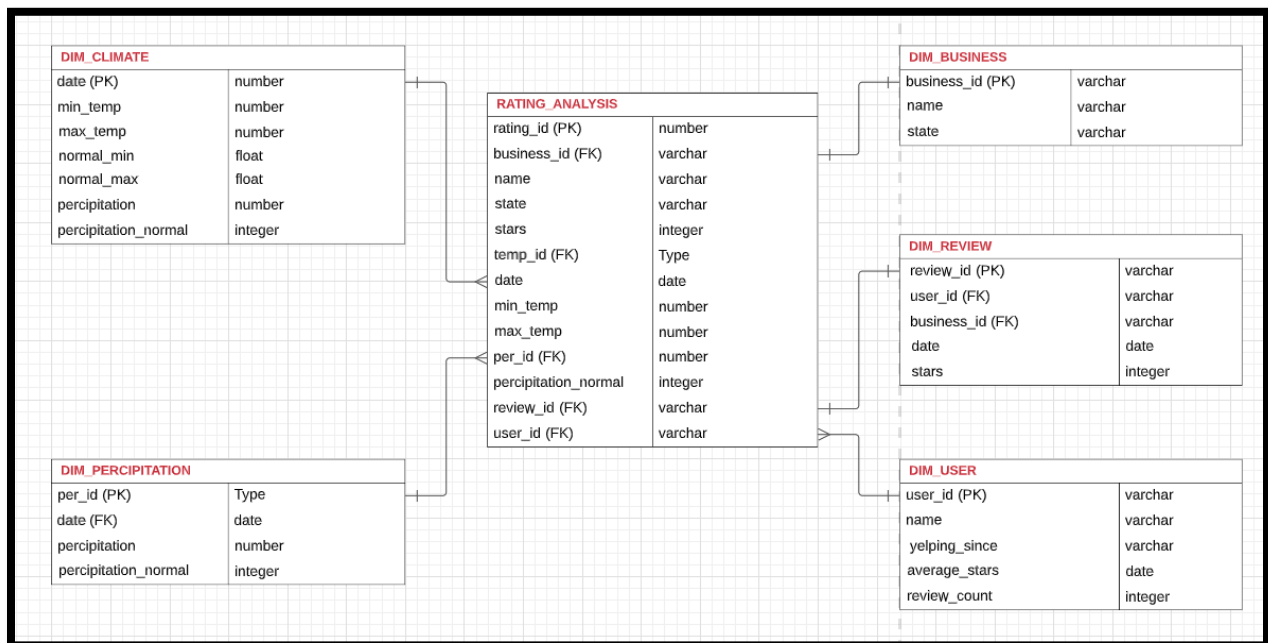 DIM_CLIMATE
date (PK) number
min_temp number
max_temp number
normal_min float
normal_max float
percipitation number
percipitation_normal integer
RATING_ANALYSIS
rating_id (PK) number
business_id (FK) varchar
name varchar
state varchar
stars integer
temp_id (FK) Type
date date
min_temp number
max_temp number
per_id (FK) number
percipitation_normal integer
review_id (FK) varchar
user_id (FK) varchar
DIM_BUSINESS
business_id (PK) varchar
name varchar
state varchar
DIM_REVIEW
review_id (PK) varchar
user_id (FK) varchar
business_id (FK) varchar
date date
stars integer
DIM_PERCIPITATION
per_id (PK) Type
date (FK) date
percipitation number
percipitation_normal integer
DIM_USER
user_id (PK) varchar
name varchar
yelping_since varchar
average_stars date
review_count integer